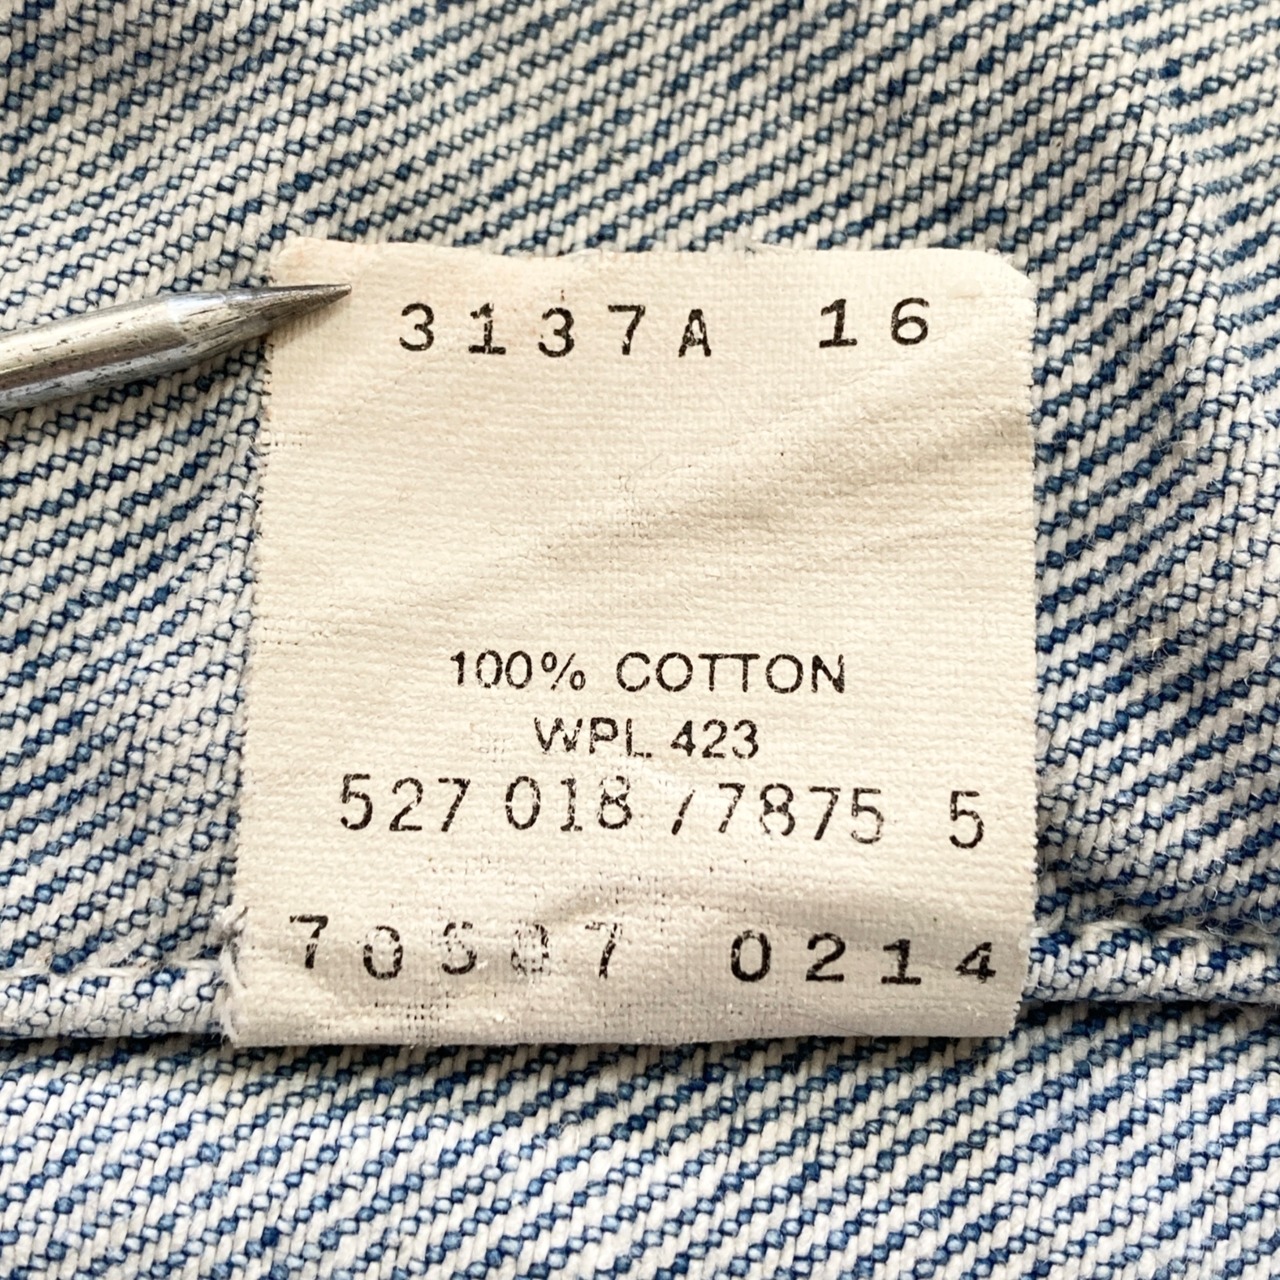 3137A 16
100% COTTON
WPL 423
527 018 /7875 5
0214